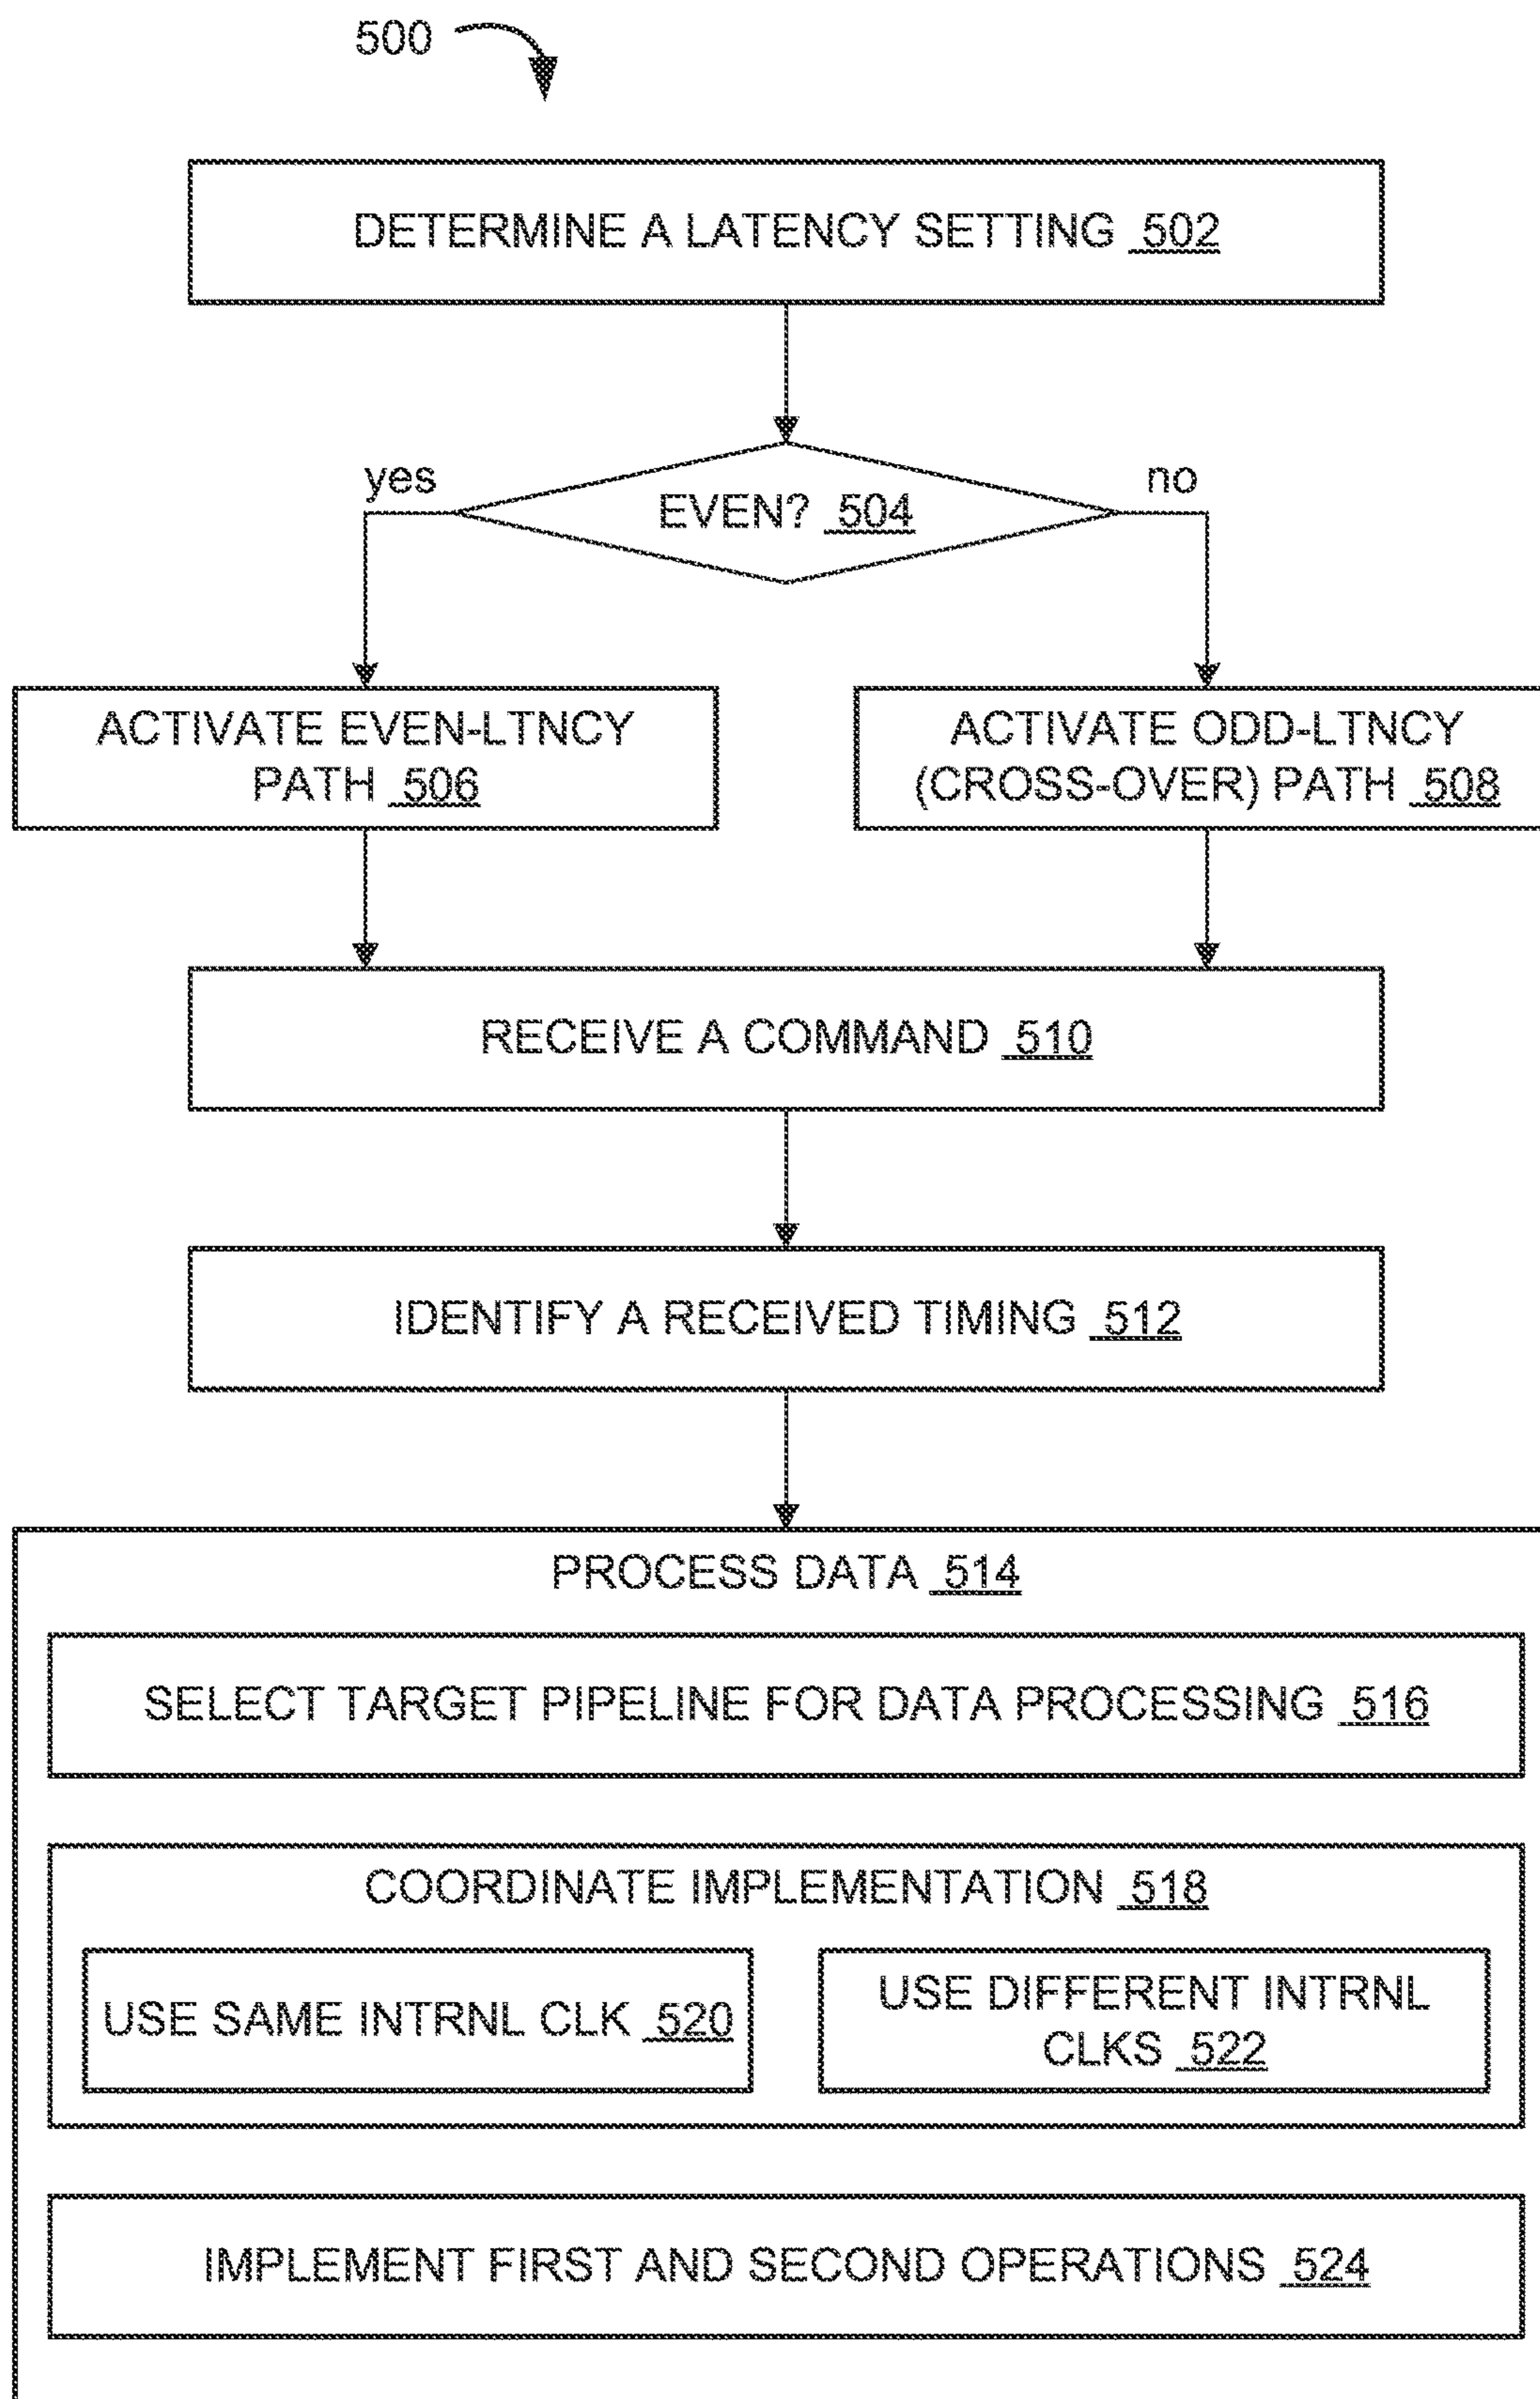 500
DETERMINE A LATENCY SETTING 502
EVEN? 504
yes
no
ACTIVATE EVEN-LTNCY
PATH 506
ACTIVATE ODD-LTNCY
(CROSS-OVER) PATH 508
RECEIVE A COMMAND 510
IDENTIFY A RECEIVED TIMING 512
PROCESS DATA 514
SELECT TARGET PIPELINE FOR DATA PROCESSING 516
COORDINATE IMPLEMENTATION 518
USE SAME INTRNL CLK 520
USE DIFFERENT INTRNL
CLKS 522
IMPLEMENT FIRST AND SECOND OPERATIONS 524